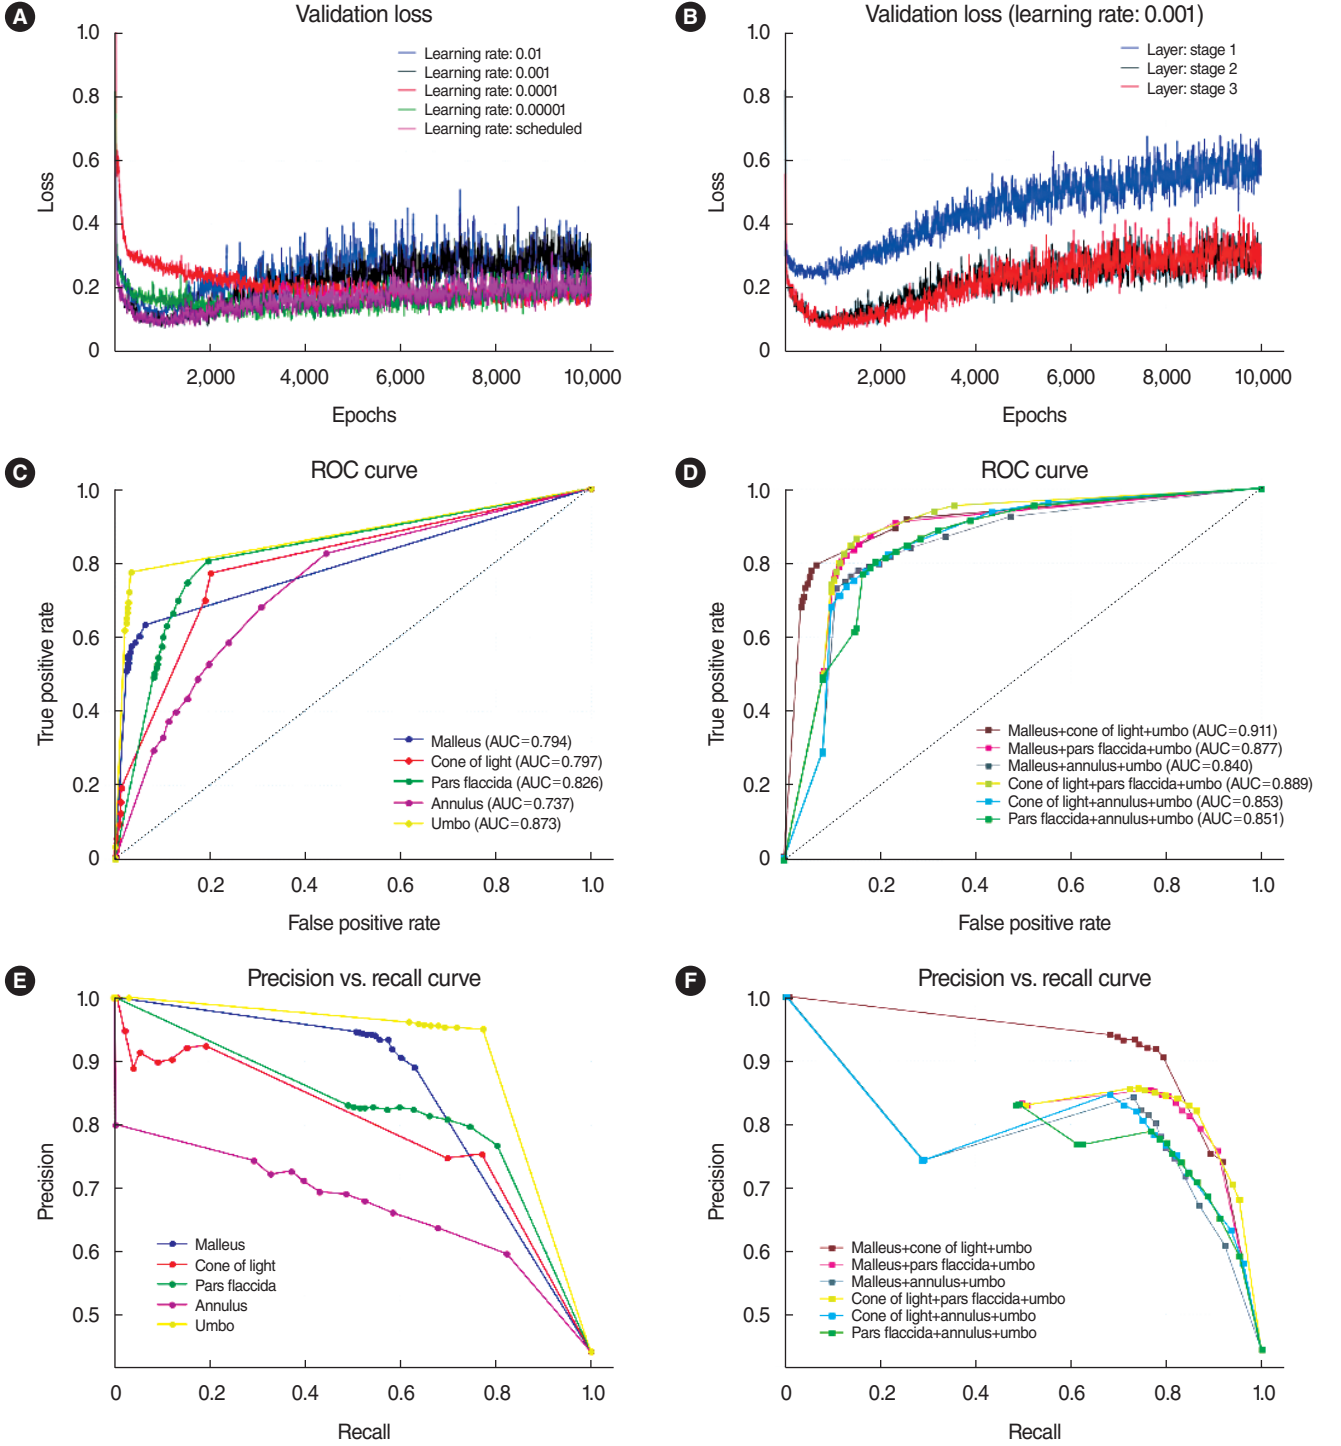 A
Validation loss
1.0
0.8
0.6
0.4
0.2
0
Loss
Learning rate: 0.01
Learning rate: 0.001
Learning rate: 0.0001
Learning rate: 0.00001
Learning rate: scheduled
2,000 4,000 6,000 8,000 10,000
Epochs
B
Validation loss (learning rate: 0.001)
1.0
0.8
0.6
0.4
0.2
0
Loss
Layer: stage 1
Layer: stage 2
Layer: stage 3
2,000 4,000 6,000 8,000 10,000
Epochs
C
ROC curve
1.0
0.8
0.6
0.4
0.2
0
True positive rate
Malleus (AUC=0.794)
Cone of light (AUC=0.797)
Pars flaccida (AUC=0.826)
Annulus (AUC=0.737)
Umbo (AUC=0.873)
0.2 0.4 0.6 0.8 1.0
False positive rate
D
ROC curve
1.0
0.8
0.6
0.4
0.2
0
True positive rate
Malleus+cone of light+umbo (AUC=0.911)
Malleus+pars flaccida+umbo (AUC=0.877)
Malleus+annulus+umbo (AUC=0.840)
Cone of light+pars flaccida+umbo (AUC=0.889)
Cone of light+annulus+umbo (AUC=0.853)
Pars flaccida+annulus+umbo (AUC=0.851)
0.2 0.4 0.6 0.8 1.0
False positive rate
E
Precision vs. recall curve
1.0
0.9
0.8
0.7
0.6
0.5
Precision
Malleus
Cone of light
Pars flaccida
Annulus
Umbo
0 0.2 0.4 0.6 0.8 1.0
Recall
F
Precision vs. recall curve
1.0
0.9
0.8
0.7
0.6
0.5
Precision
Malleus+cone of light+umbo
Malleus+pars flaccida+umbo
Malleus+annulus+umbo
Cone of light+pars flaccida+umbo
Cone of light+annulus+umbo
Pars flaccida+annulus+umbo
0 0.2 0.4 0.6 0.8 1.0
Recall